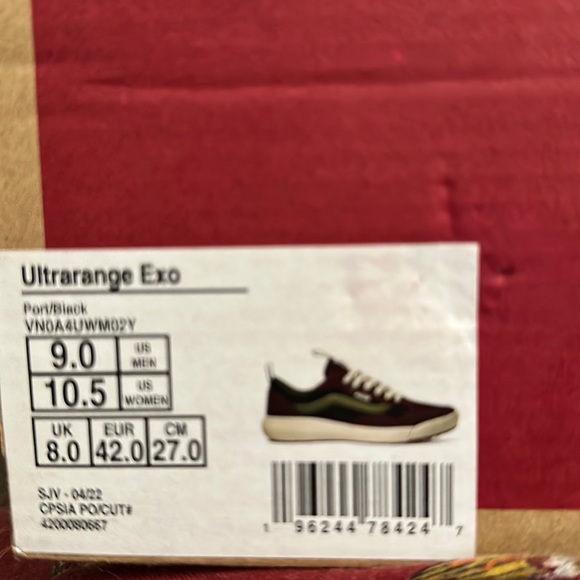 Ultrarange Exo
Port/Black
VN0A4UWM02Y
9.0 US MEN
10.5 US WOMEN
UK EUR CM
8.0 42.0 27.0
SJV - 04/22
CPSIA PO/CUT#
4200080667
1 96244 78424 7